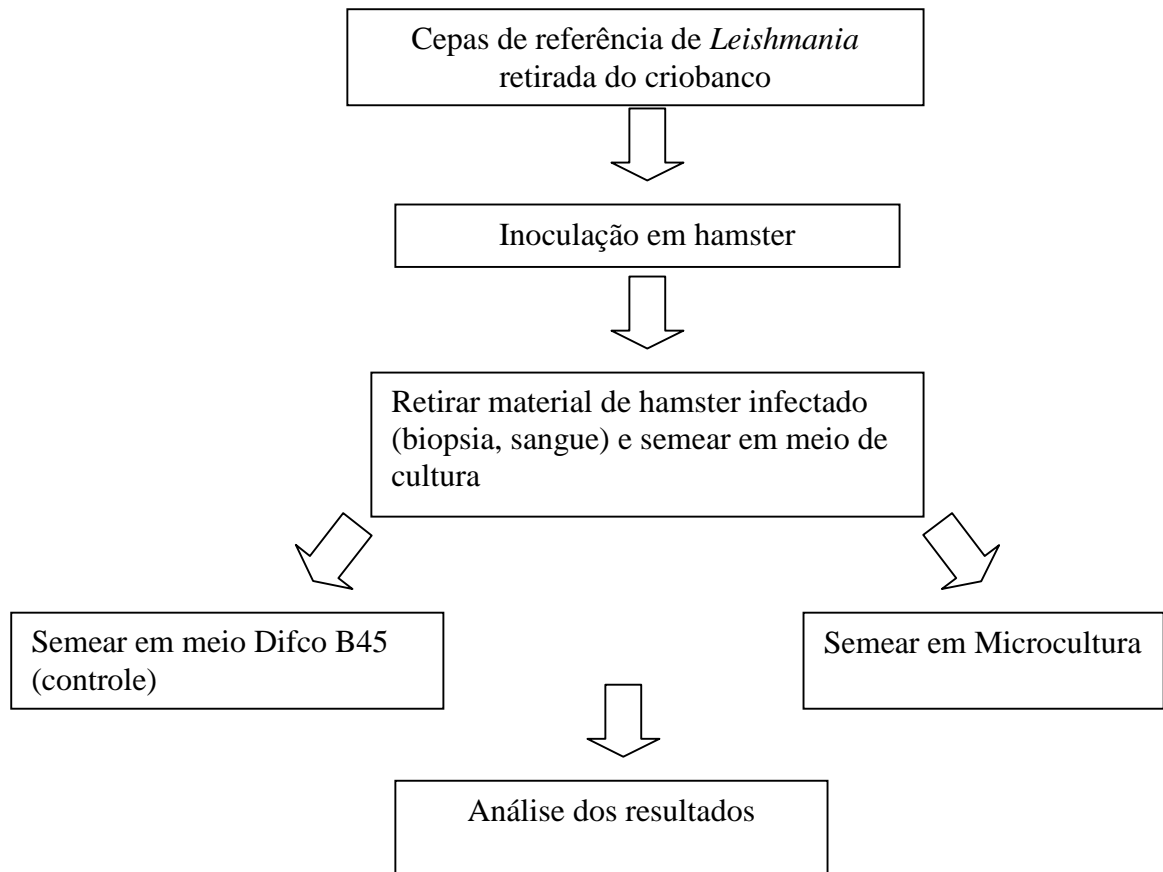 Cepas de referência de Leishmania
retirada do criobanco
Inoculação em hamster
Retirar material de hamster infectado
(biopsia, sangue) e semear em meio de
cultura
Semear em meio Difco B45
(controle)
Semear em Microcultura
Análise dos resultados